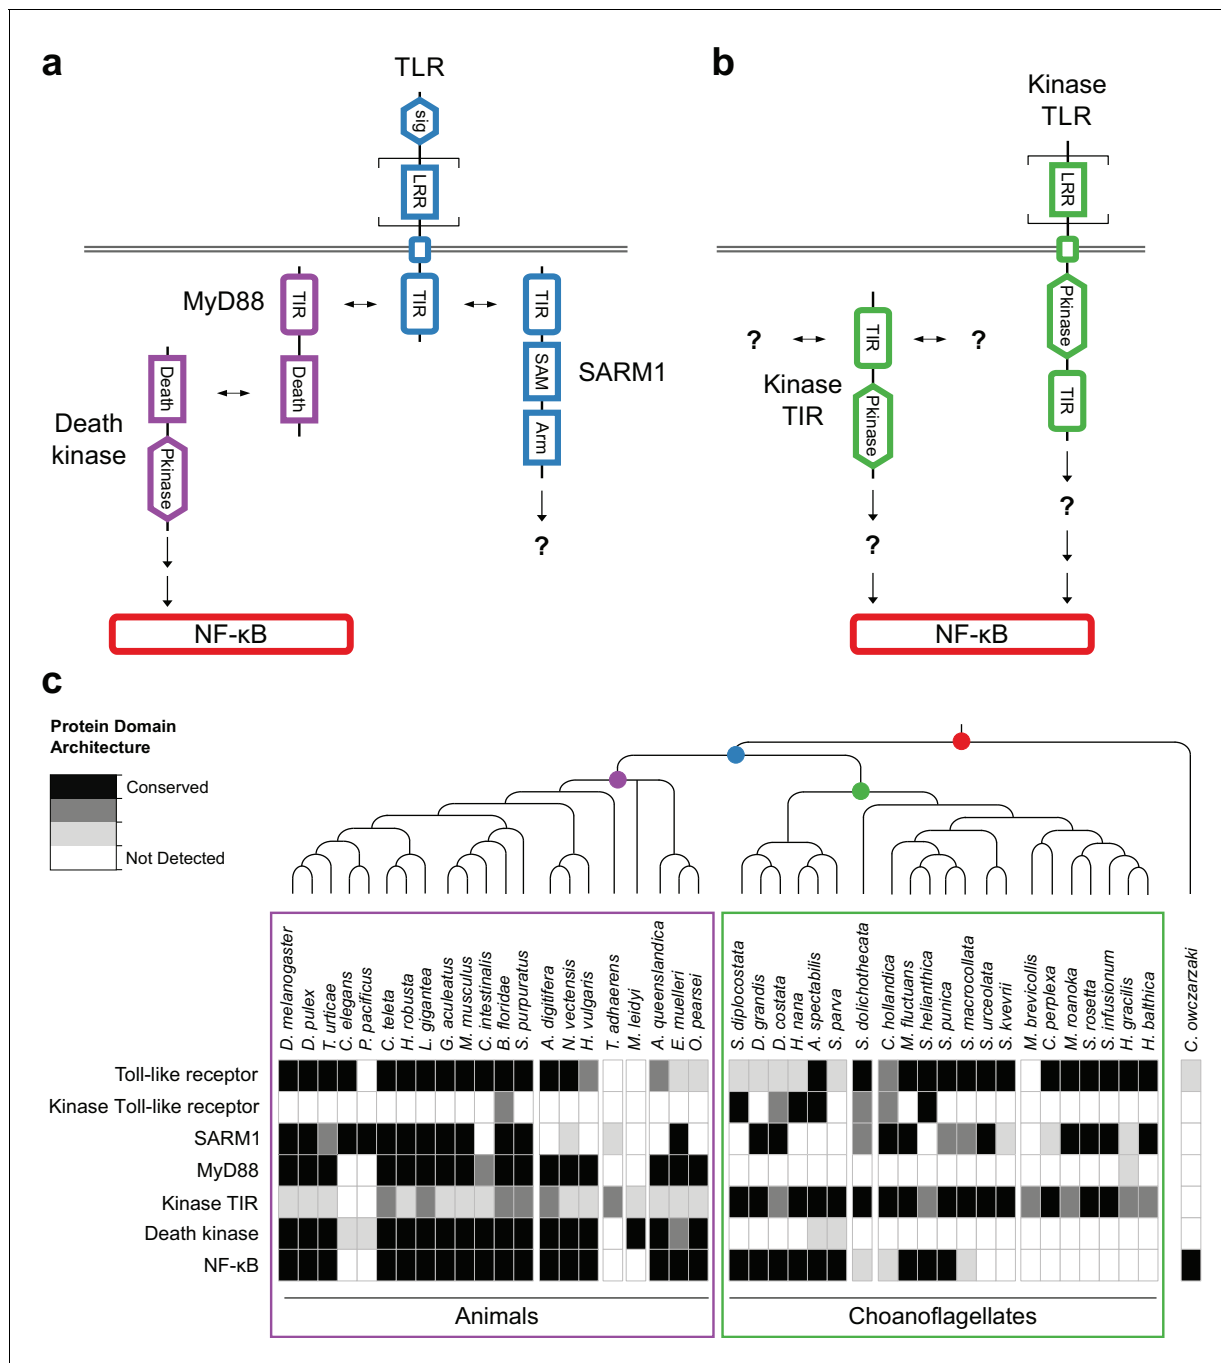 a
TLR
sig
LRR
TIR
MyD88
TIR
Death
Death
kinase
Death
Pkinase
TIR
SAM
Arm
SARM1
?
NF-κB
b
Kinase
TLR
LRR
Pkinase
TIR
?
?
TIR
?
Kinase
TIR
Pkinase
?
NF-κB
c
Protein Domain
Architecture
Conserved
Not Detected
D. melanogaster
D. pulex
T. urticae
C. elegans
P. pacificus
C. teleta
H. robusta
L. gigantea
G. aculeatus
M. musculus
C. intestinalis
B. floridae
S. purpuratus
A. digitifera
N. vectensis
H. vulgaris
T. adhaerens
M. leidyi
A. queenslandica
E. muelleri
O. pearsei
S. diplocostata
D. grandis
D. costata
H. nana
A. spectabilis
S. parva
S. dolichothecata
C. hollandica
M. fluctuans
S. helianthica
S. punica
S. macrocollata
S. urceolata
S. kvevrii
M. brevicollis
C. perplexa
M. roanoka
S. rosetta
S. infusionum
H. gracilis
H. balthica
C. owczarzaki
Toll-like receptor
Kinase Toll-like receptor
SARM1
MyD88
Kinase TIR
Death kinase
NF-κB
Animals
Choanoflagellates